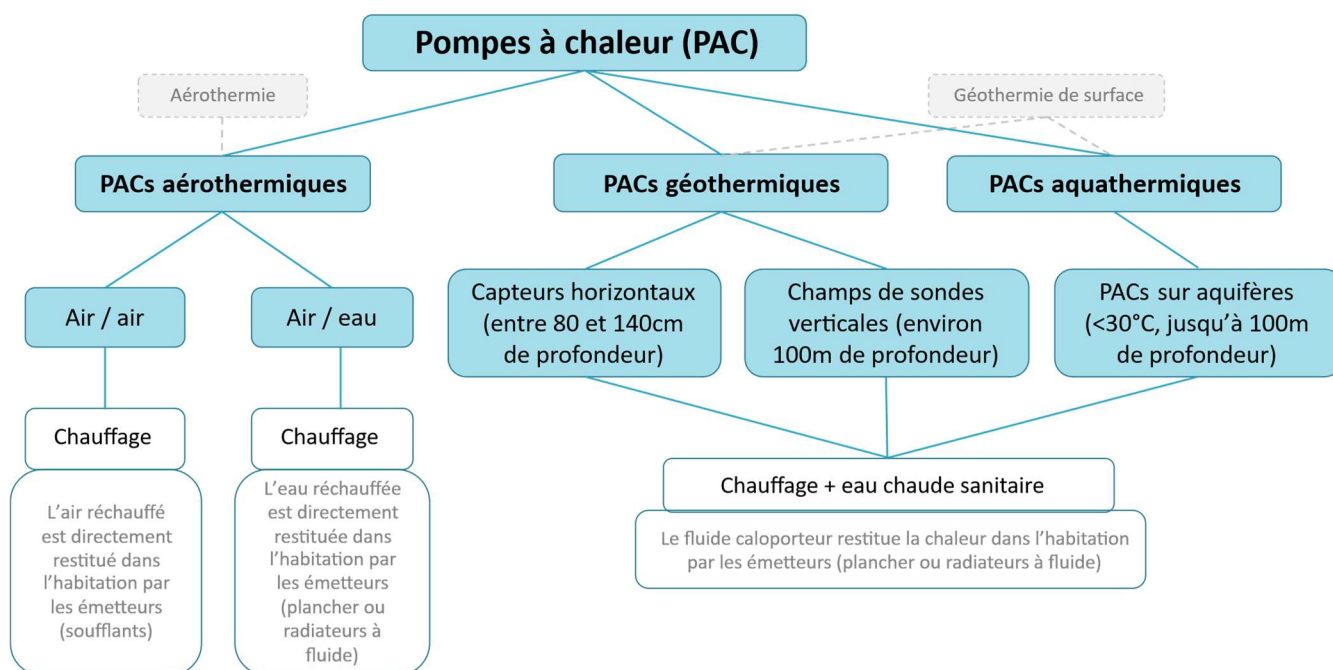 Pompes à chaleur (PAC)
Aérothermie
Géothermie de surface
PACs aérothermiques
PACs géothermiques
PACs aquathermiques
Air / air
Air / eau
Capteurs horizontaux
(entre 80 et 140cm
de profondeur)
Champs de sondes
verticales (environ
100m de profondeur)
PACs sur aquifères
(<30°C, jusqu'à 100m
de profondeur)
Chauffage
L'air réchauffé
est directement
restitué dans
l'habitation par
les émetteurs
(soufflants)
Chauffage
L'eau réchauffée
est directement
restituée dans
l'habitation par
les émetteurs
(plancher ou
radiateurs à
fluide)
Chauffage + eau chaude sanitaire
Le fluide caloporteur restitue la chaleur dans l'habitation
par les émetteurs (plancher ou radiateurs à fluide)